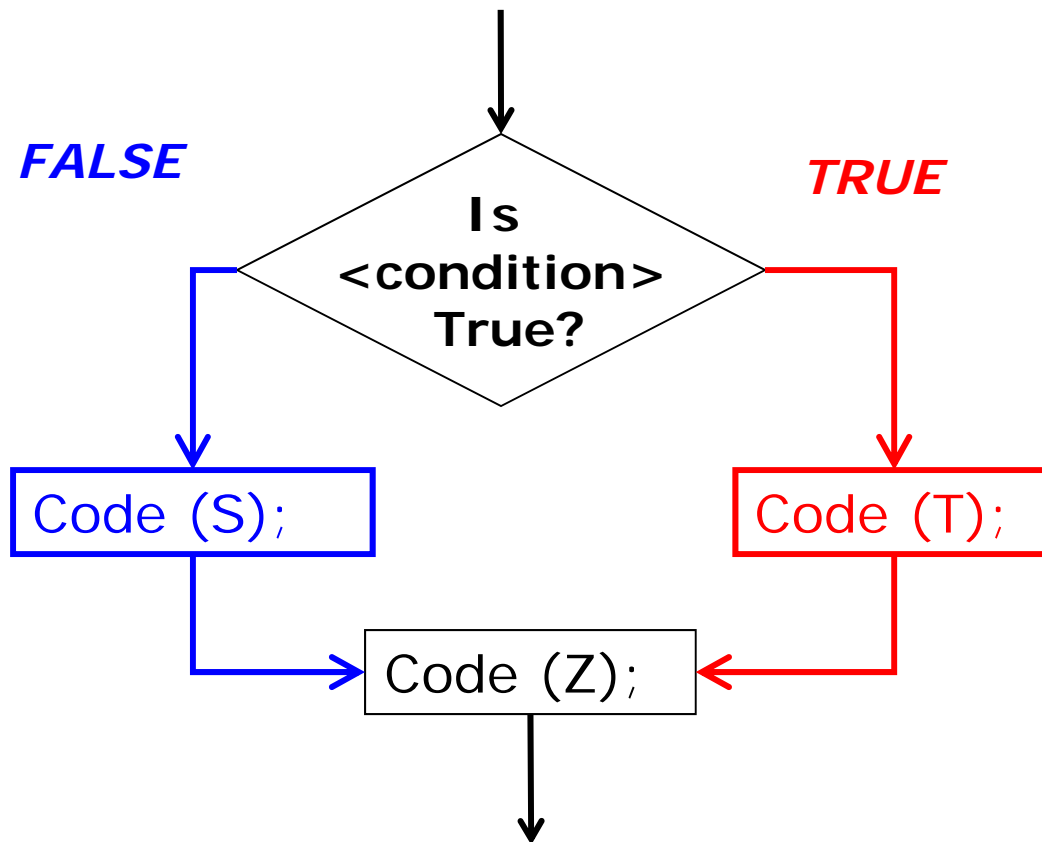 FALSE
TRUE
Is
<condition>
True?
Code (S);
Code (T);
Code (Z);